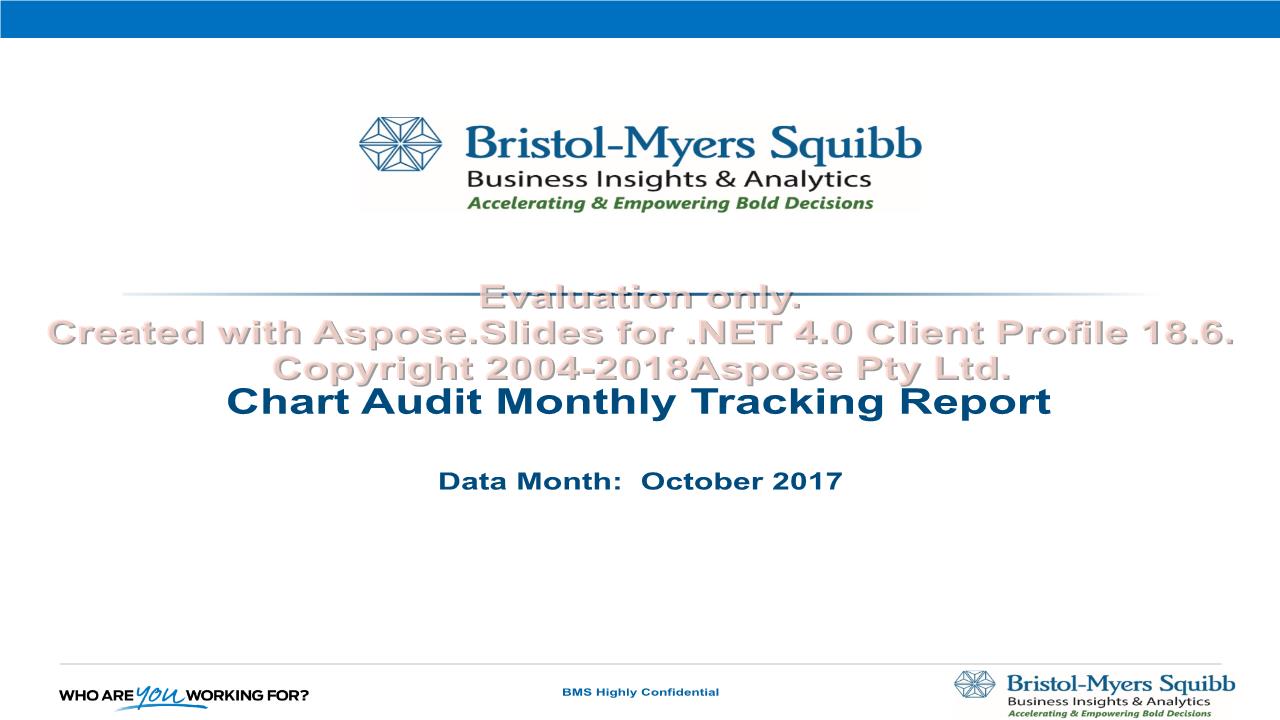 Bristol-Myers Squibb
Business Insights & Analytics
Accelerating & Empowering Bold Decisions
Evaluation only.
Created with Aspose.Slides for .NET 4.0 Client Profile 18.6.
Copyright 2004-2018Aspose Pty Ltd.
Chart Audit Monthly Tracking Report
Data Month:  October 2017
WHO ARE YOU WORKING FOR?
BMS Highly Confidential
Bristol-Myers Squibb
Business Insights & Analytics
Accelerating & Empowering Bold Decisions